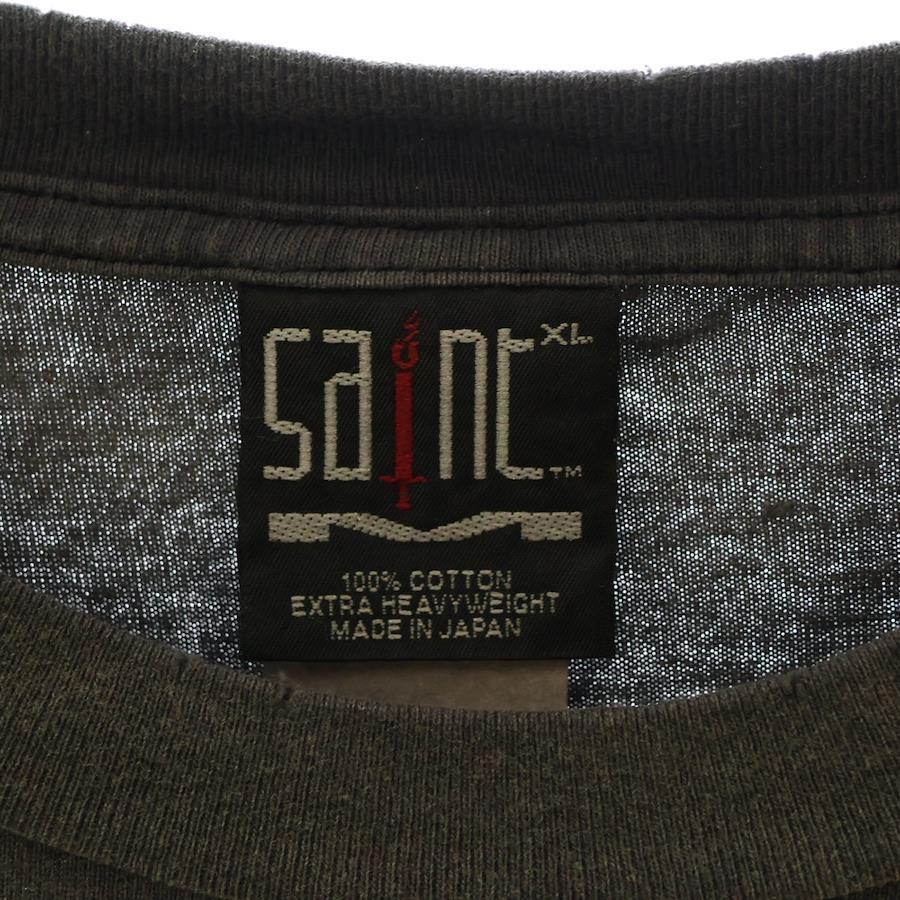 saint XL
™
100% COTTON
EXTRA HEAVYWEIGHT
MADE IN JAPAN